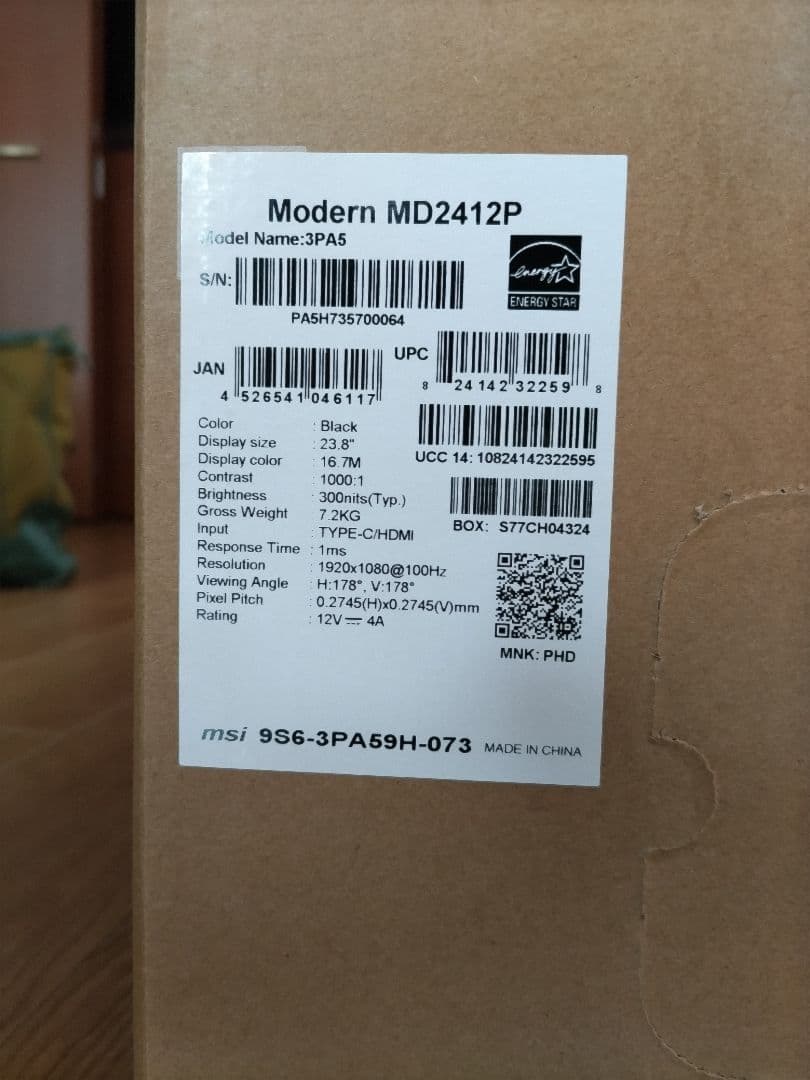 Modern MD2412P
Model Name:3PA5
energy
ENERGY STAR
S/N:
PA5H735700064
JAN
4 526541 046117
UPC
8 24142 32259 8
UCC 14: 10824142322595
BOX: S77CH04324
Color : Black
Display size : 23.8"
Display color : 16.7M
Contrast : 1000:1
Brightness : 300nits(Typ.)
Gross Weight : 7.2KG
Input : TYPE-C/HDMI
Response Time : 1ms
Resolution : 1920x1080@100Hz
Viewing Angle : H:178°, V:178°
Pixel Pitch : 0.2745(H)x0.2745(V)mm
Rating : 12V⎓ 4A
MNK: PHD
msi 9S6-3PA59H-073 MADE IN CHINA